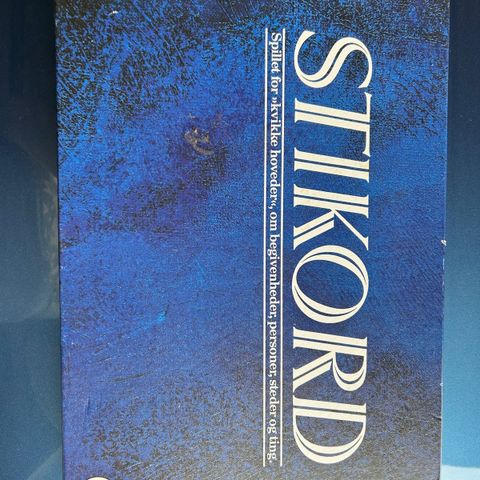 STIKORD
Spillet for »kvikke hoveder«, om begivenheder, personer, steder og ting.